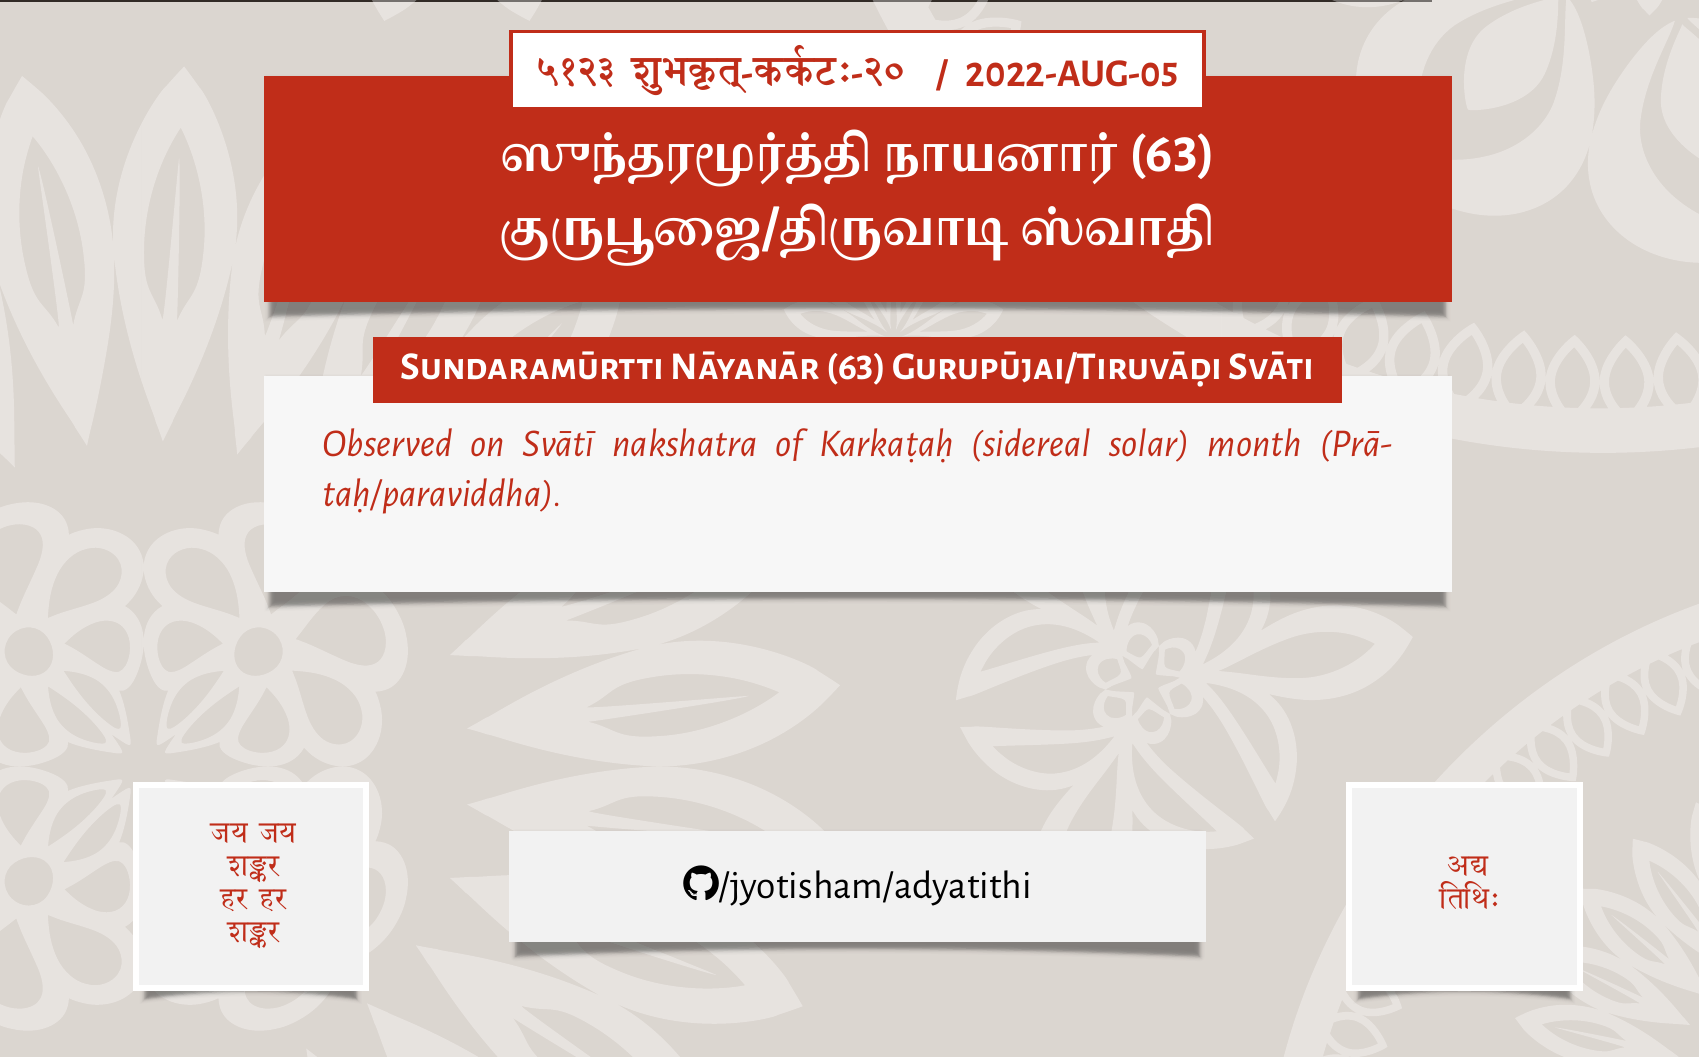 ५१२३ शुभकृत्-कर्कटः-२० / 2022-AUG-05
ஸுந்தரமூர்த்தி நாயனார் (63)
குருபூஜை/திருவாடி ஸ்வாதி
Sundaramūrtti Nāyanār (63) Gurupūjai/Tiruvāḍi Svāti
Observed on Svātī nakshatra of Karkaṭaḥ (sidereal solar) month (Prā-
taḥ/paraviddha).
जय जय
शङ्कर
हर हर
शङ्कर
/jyotisham/adyatithi
अद्य
तिथिः